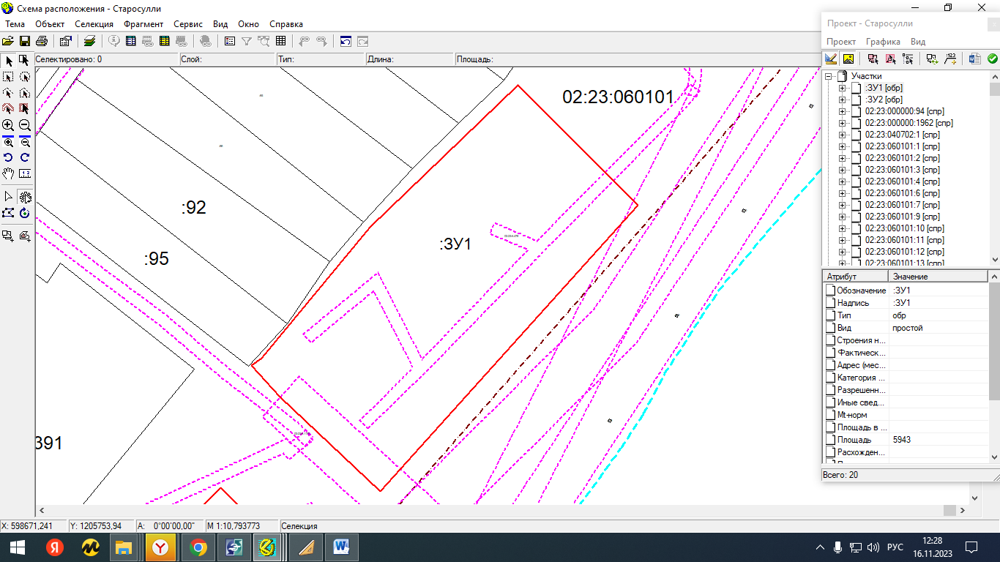 Схема расположения - Старосулли
Тема Объект Селекция Фрагмент Сервис Вид Окно Справка
Селектировано: 0 Слой: Тип: Длина: Площадь:
02:23:060101
:92
:95
:ЗУ1
391
Проект - Старосулли
Проект Графика Вид
Участки
:ЗУ1 [обр]
:ЗУ2 [обр]
02:23:000000:94 [спр]
02:23:000000:1962 [спр]
02:23:040702:1 [спр]
02:23:060101:1 [спр]
02:23:060101:2 [спр]
02:23:060101:3 [спр]
02:23:060101:4 [спр]
02:23:060101:6 [спр]
02:23:060101:7 [спр]
02:23:060101:9 [спр]
02:23:060101:10 [спр]
02:23:060101:11 [спр]
02:23:060101:12 [спр]
02:23:060101:13 [спр]
Атрибут Значение
Обозначение :ЗУ1
Надпись :ЗУ1
Тип обр
Вид простой
Строения н...
Фактическ...
Адрес (мес...
Категория ...
Разрешенн...
Иные свед...
Mt-норм
Площадь в ...
Площадь 5943
Расхожден...
Всего: 20
X: 598671,241 Y: 1205753,94 А: 0°00'00,00" М 1:10,793773 Селекция
РУС
12:28
16.11.2023